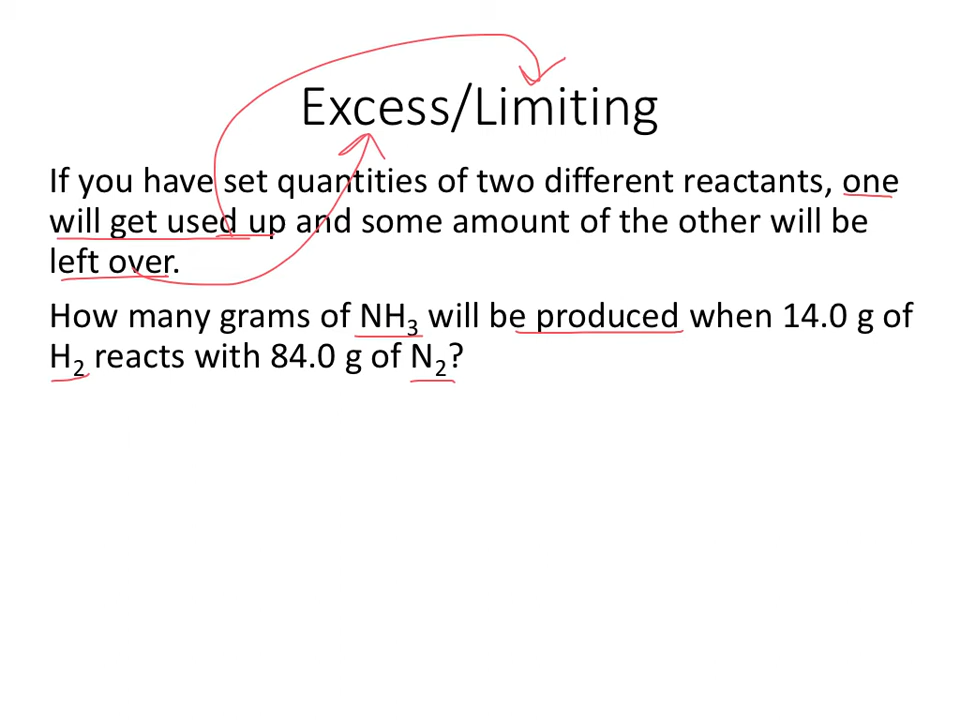 Excess/Limiting
If you have set quantities of two different reactants, one
will get used up and some amount of the other will be
left over.
How many grams of NH₃ will be produced when 14.0 g of
H₂ reacts with 84.0 g of N₂?